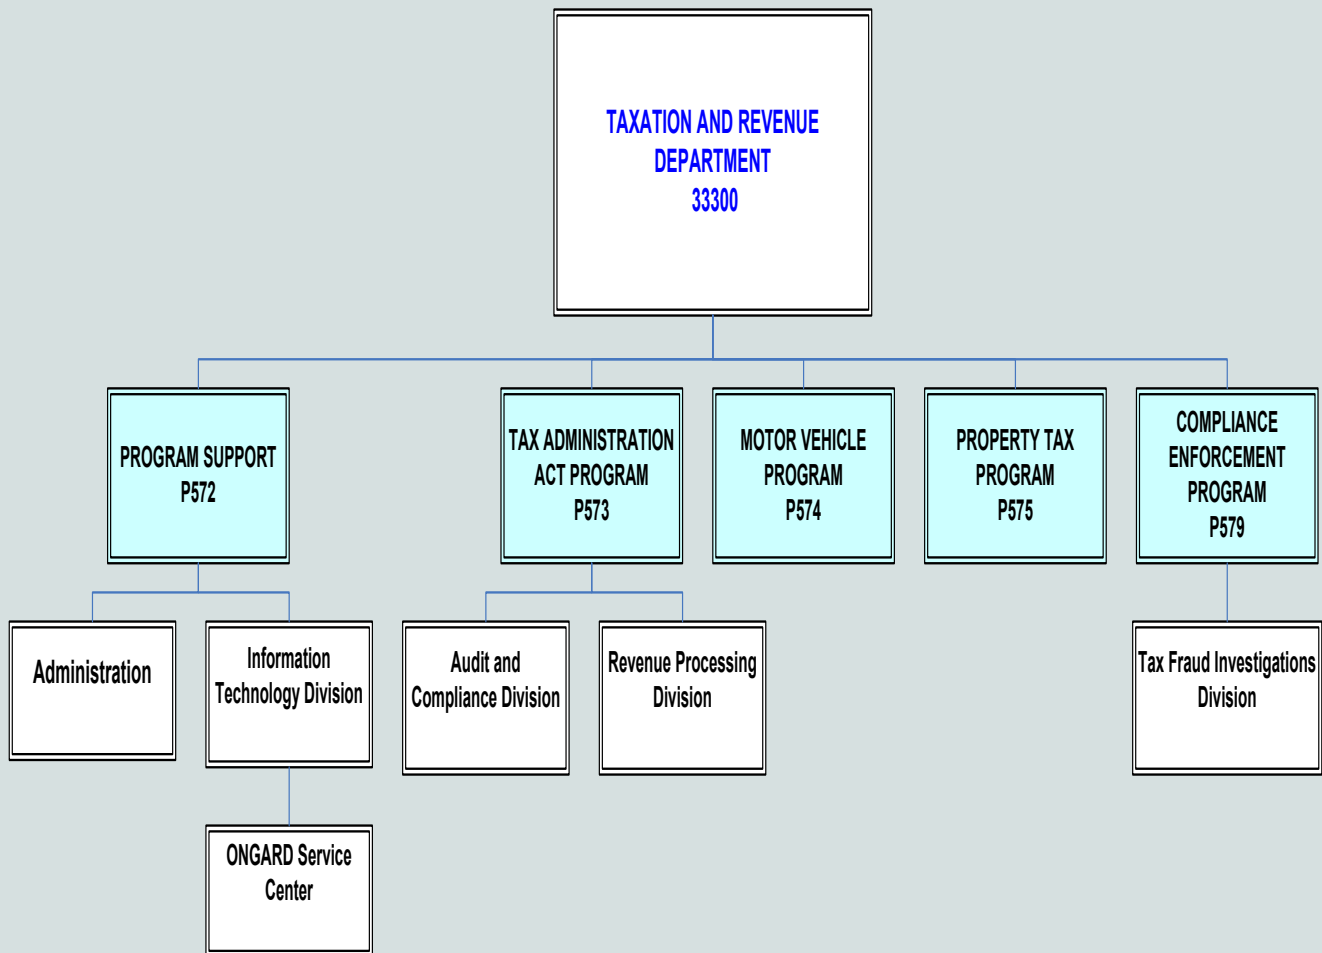 TAXATION AND REVENUE
DEPARTMENT
33300
PROGRAM SUPPORT
P572
TAX ADMINISTRATION
ACT PROGRAM
P573
MOTOR VEHICLE
PROGRAM
P574
PROPERTY TAX
PROGRAM
P575
COMPLIANCE
ENFORCEMENT
PROGRAM
P579
Administration
Information
Technology Division
Audit and
Compliance Division
Revenue Processing
Division
Tax Fraud Investigations
Division
ONGARD Service
Center